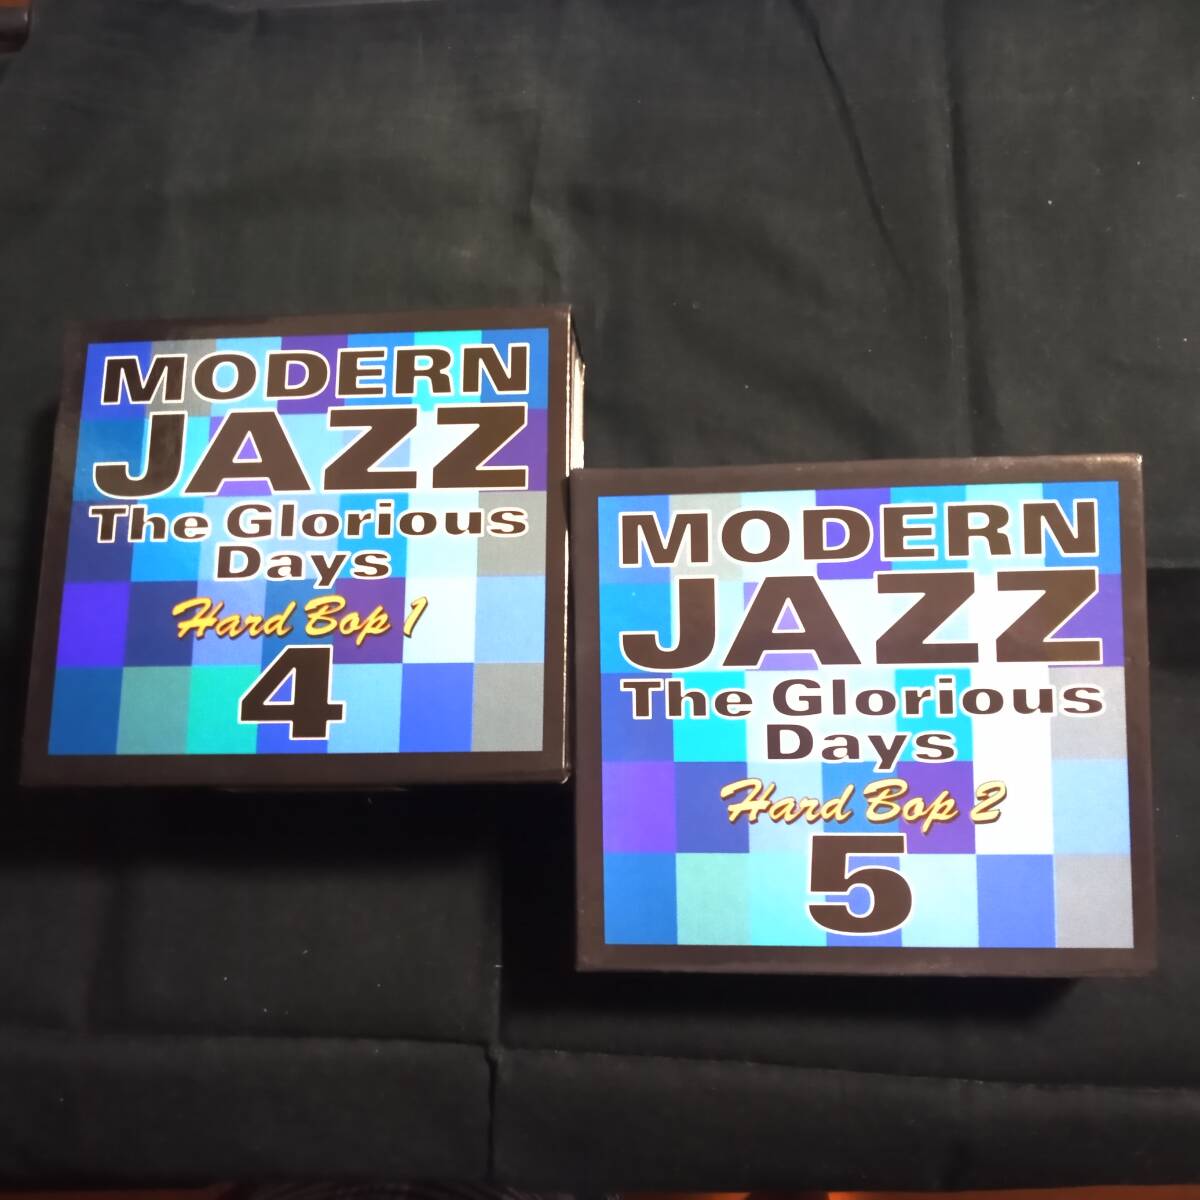 MODERN
JAZZ
The Glorious
Days
Hard Bop 1
4
MODERN
JAZZ
The Glorious
Days
Hard Bop 2
5